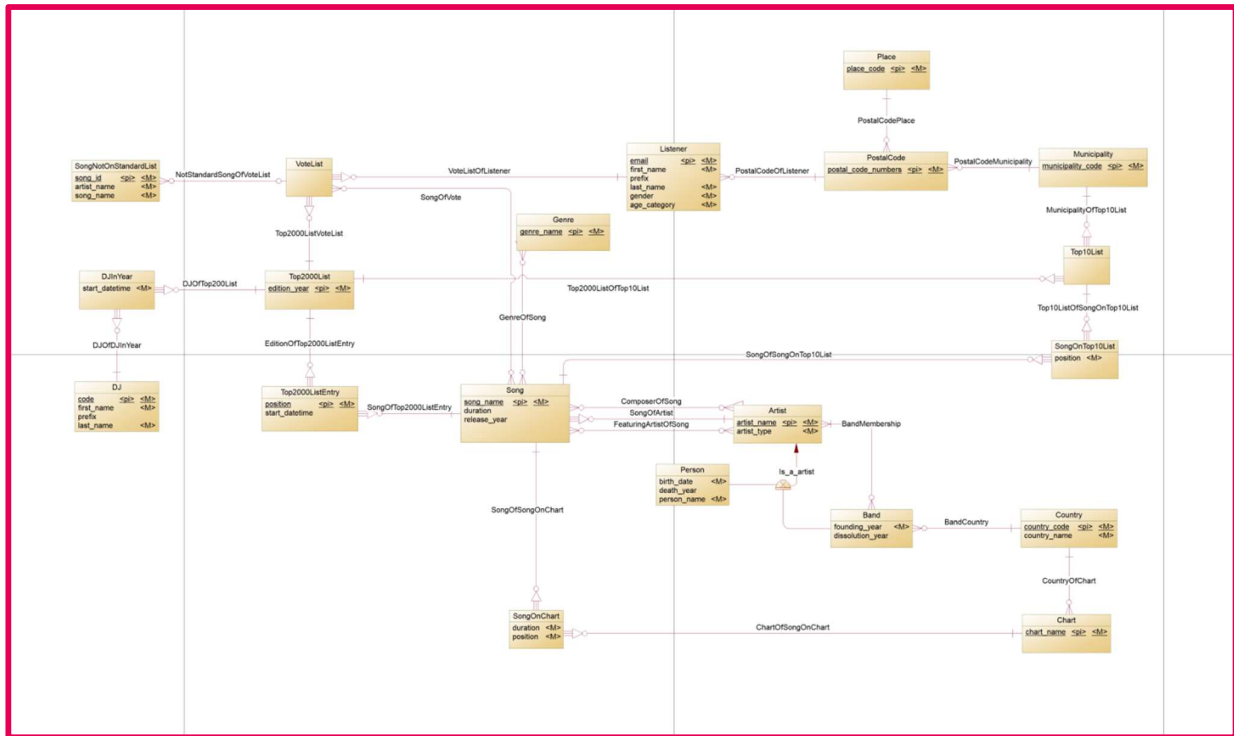 Place
place_code <pi> <M>
PostalCodePlace
SongNotOnStandardList
song_id <pi> <M>
artist_name <M>
song_name <M>
NotStandardSongOfVoteList
VoteList
VoteListOfListener
SongOfVote
Listener
email <pi> <M>
first_name <M>
prefix
last_name <M>
gender <M>
age_category <M>
PostalCodeOfListener
PostalCode
postal_code_numbers <pi> <M>
PostalCodeMunicipality
Municipality
municipality_code <pi> <M>
MunicipalityOfTop10List
Genre
genre_name <pi> <M>
Top2000ListVoteList
DJInYear
start_datetime <M>
DJOfTop200List
Top2000List
edition_year <pi> <M>
Top2000ListOfTop10List
Top10List
Top10ListOfSongOnTop10List
GenreOfSong
DJOfDJInYear
EditionOfTop2000ListEntry
SongOfSongOnTop10List
SongOnTop10List
position <M>
DJ
code <pi> <M>
first_name <M>
prefix
last_name <M>
Top2000ListEntry
position <pi> <M>
start_datetime
SongOfTop2000ListEntry
Song
song_name <pi> <M>
duration
release_year
ComposerOfSong
SongOfArtist
FeaturingArtistOfSong
Artist
artist_name <pi> <M>
artist_type <M>
BandMembership
Is_a_artist
Person
birth_date <M>
death_year
person_name <M>
SongOfSongOnChart
Band
founding_year <M>
dissolution_year
BandCountry
Country
country_code <pi> <M>
country_name <M>
CountryOfChart
SongOnChart
duration <M>
position <M>
ChartOfSongOnChart
Chart
chart_name <pi> <M>